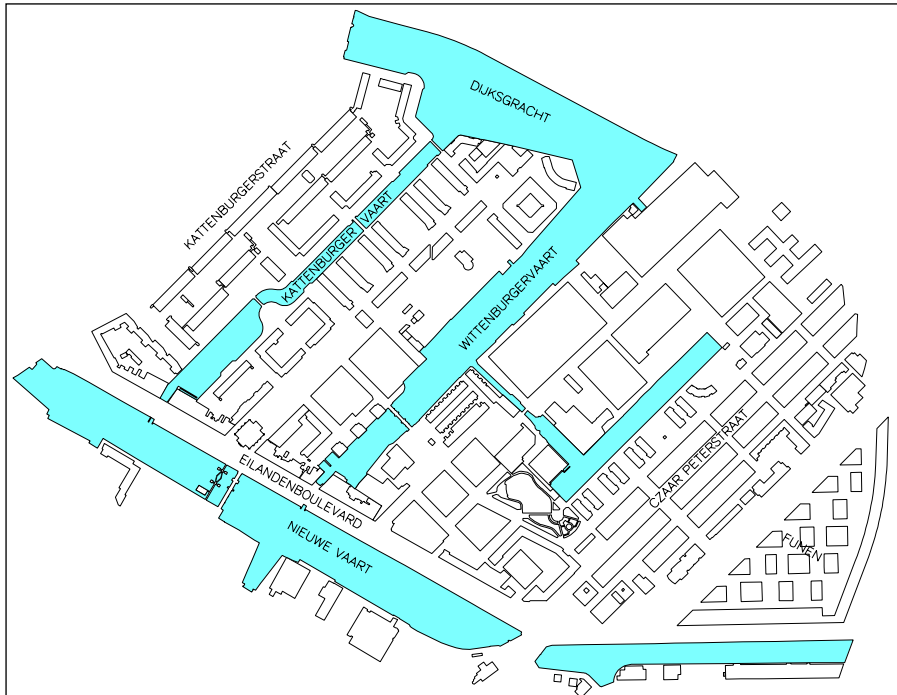 DIJKSGRACHT
KATTENBURGERSTRAAT
KATTENBURGER VAART
WITTENBURGERVAART
CZAAR PETERSTRAAT
EILANDENBOULEVARD
NIEUWE VAART
FUNEN